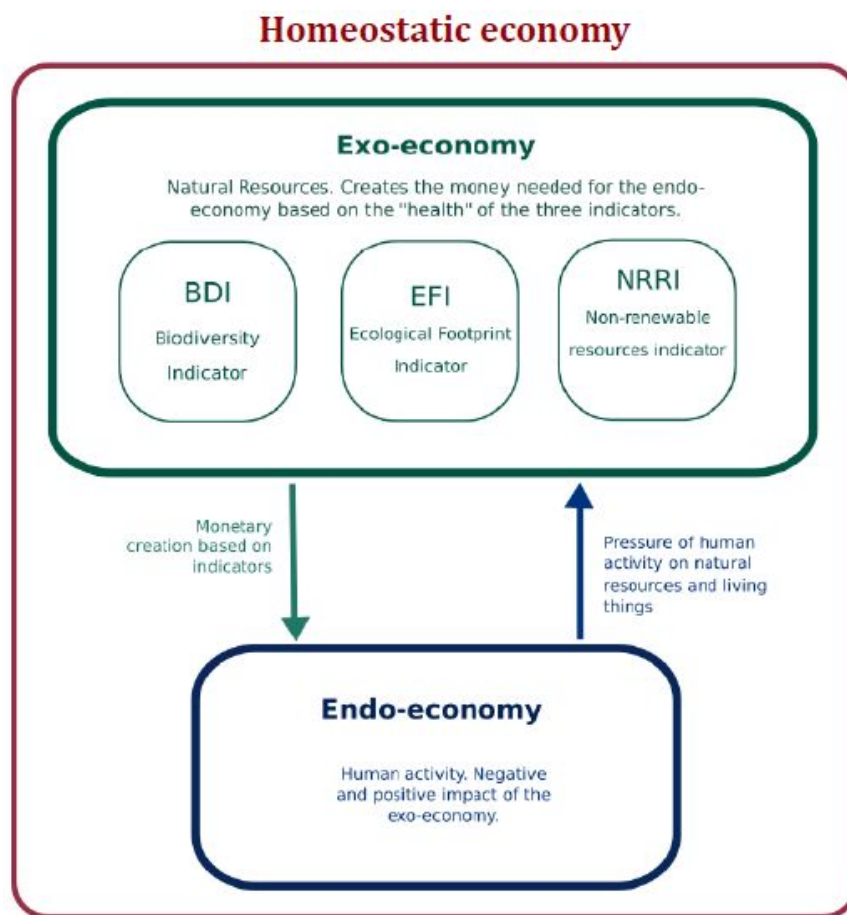 Homeostatic economy
Exo-economy
Natural Resources. Creates the money needed for the endo-
economy based on the "health" of the three indicators.
BDI
Biodiversity
Indicator
EFI
Ecological Footprint
Indicator
NRRI
Non-renewable
resources indicator
Monetary
creation based on
indicators
Pressure of human
activity on natural
resources and living
things
Endo-economy
Human activity. Negative
and positive impact of the
exo-economy.